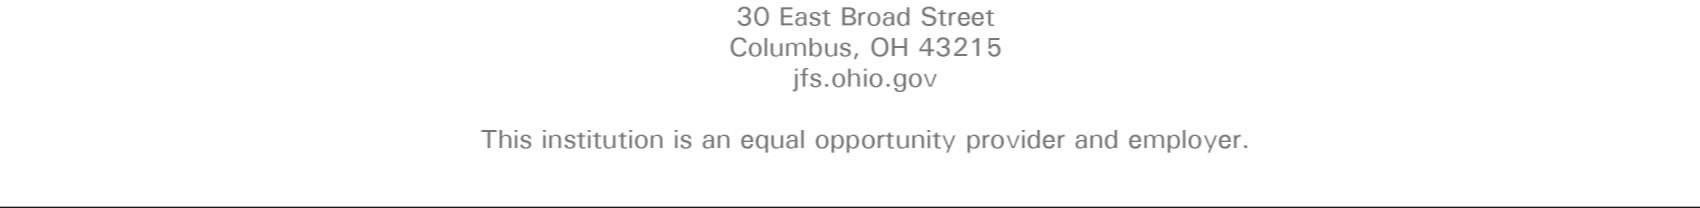 30 East Broad Street
Columbus, OH 43215
jfs.ohio.gov
This institution is an equal opportunity provider and employer.